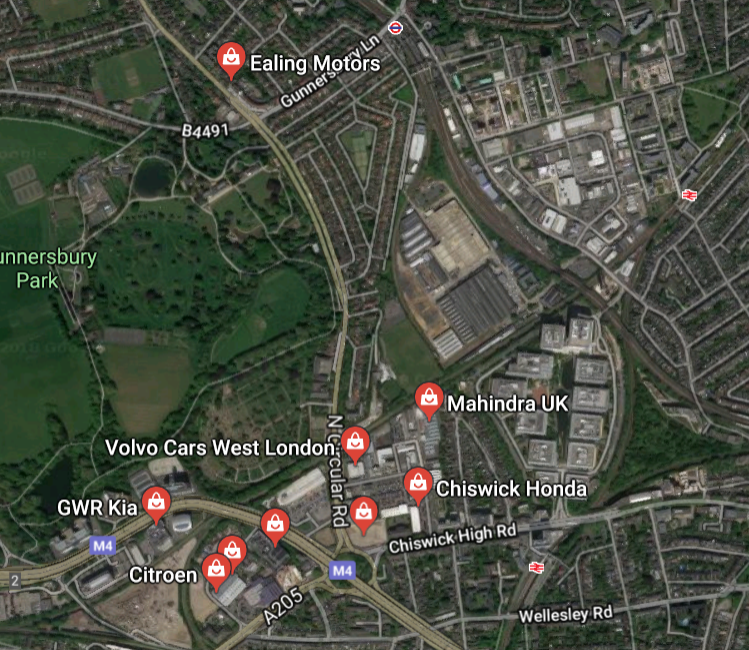 Ealing Motors
Gunnersbury Ln
B4491
unnersbury
Park
Mahindra UK
Volvo Cars West London
N Circular Rd
GWR Kia
Chiswick Honda
Chiswick High Rd
M4
2
Citroen
M4
A205
Wellesley Rd